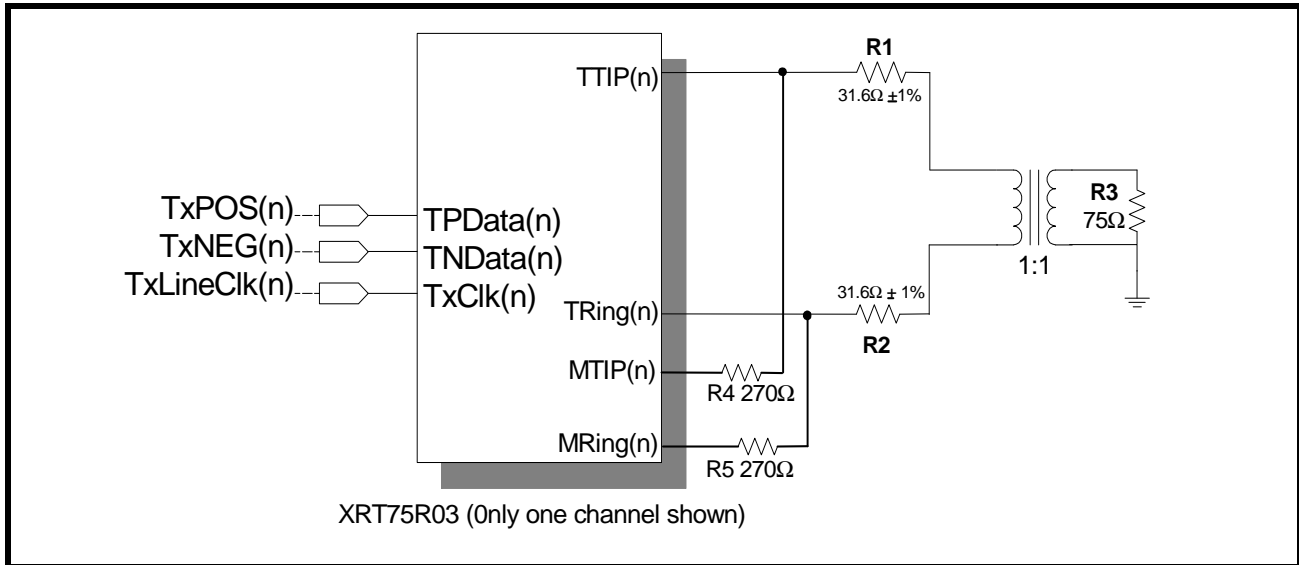 TTIP(n)
R1
31.6Ω ±1%
TxPOS(n)
TPData(n)
TxNEG(n)
TNData(n)
TxLineClk(n)
TxClk(n)
R3
75Ω
1:1
31.6Ω ± 1%
TRing(n)
R2
MTIP(n)
R4 270Ω
MRing(n)
R5 270Ω
XRT75R03 (0nly one channel shown)